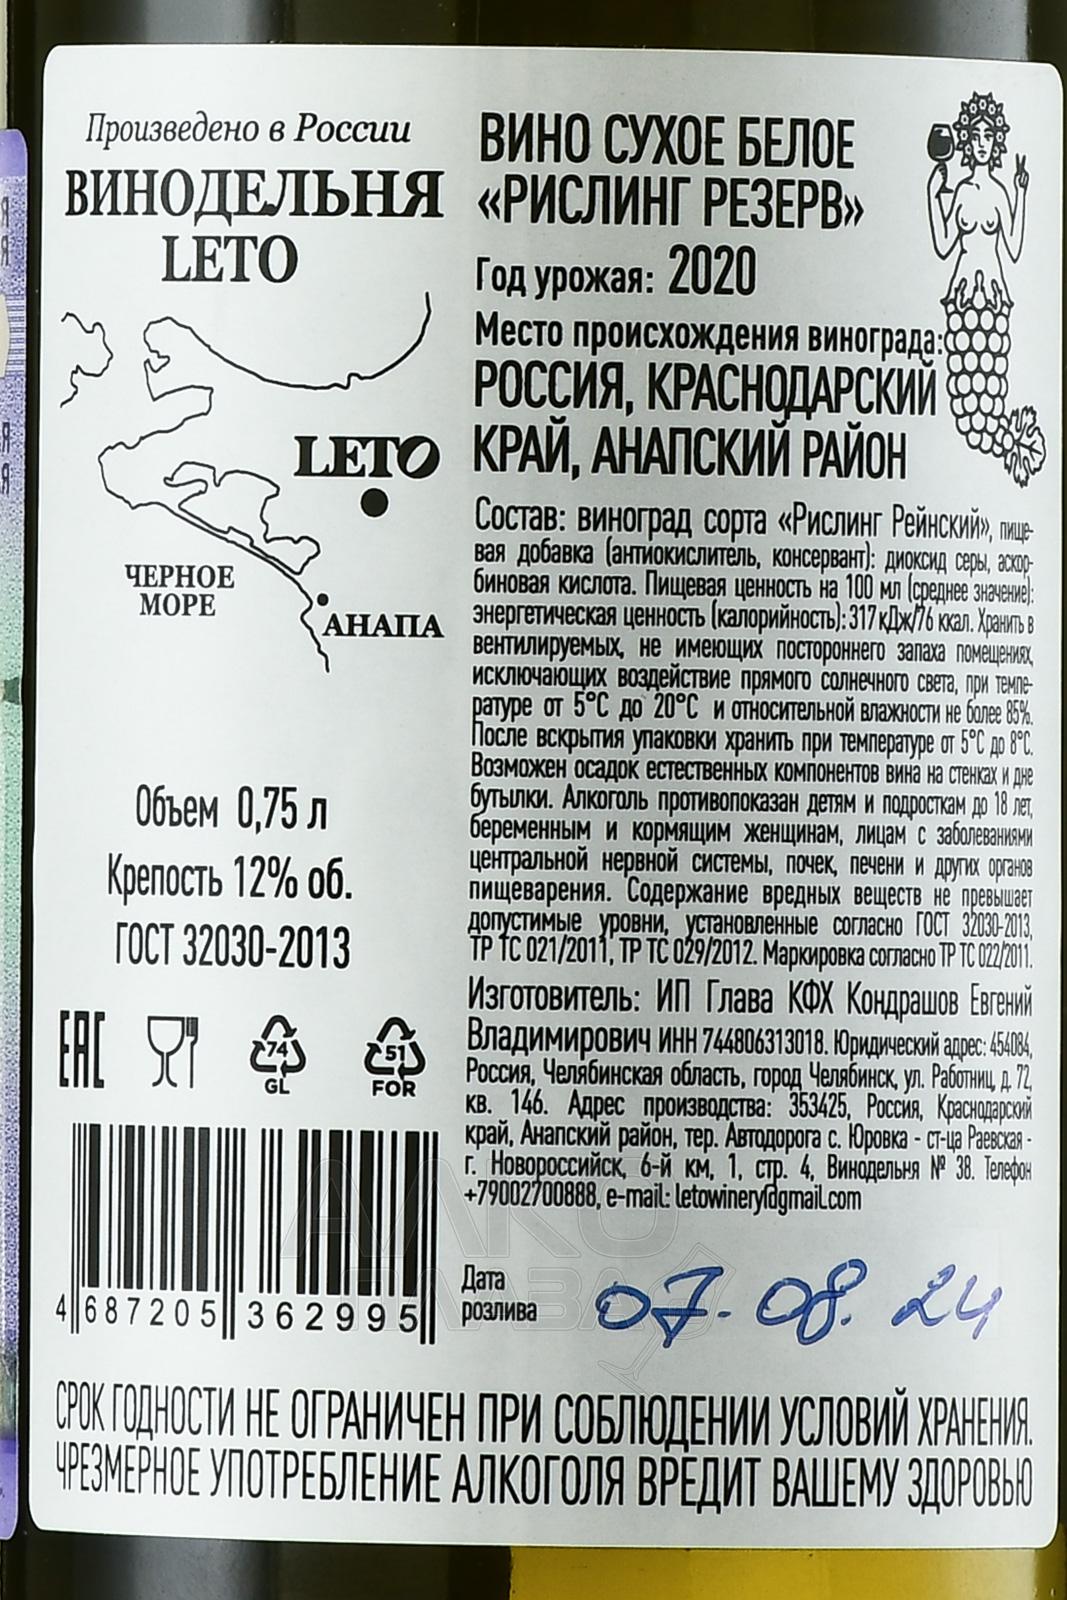 Произведено в России
ВИНОДЕЛЬНЯ
LETO
LETO
ЧЕРНОЕ
МОРЕ
АНАПА
Объем 0,75 л
Крепость 12% об.
ГОСТ 32030-2013
EAC
74
GL
51
FOR
4 687205 362995
ВИНО СУХОЕ БЕЛОЕ
«РИСЛИНГ РЕЗЕРВ»
Год урожая: 2020
Место происхождения винограда:
РОССИЯ, КРАСНОДАРСКИЙ
КРАЙ, АНАПСКИЙ РАЙОН
Состав: виноград сорта «Рислинг Рейнский», пище-
вая добавка (антиокислитель, консервант): диоксид серы, аскор-
биновая кислота. Пищевая ценность на 100 мл (среднее значение):
энергетическая ценность (калорийность): 317 кДж/76 ккал. Хранить в
вентилируемых, не имеющих постороннего запаха помещениях,
исключающих воздействие прямого солнечного света, при темпе-
ратуре от 5°С до 20°С и относительной влажности не более 85%.
После вскрытия упаковки хранить при температуре от 5°С до 8°С.
Возможен осадок естественных компонентов вина на стенках и дне
бутылки. Алкоголь противопоказан детям и подросткам до 18 лет,
беременным и кормящим женщинам, лицам с заболеваниями
центральной нервной системы, почек, печени и других органов
пищеварения. Содержание вредных веществ не превышает
допустимые уровни, установленные согласно ГОСТ 32030-2013,
ТР ТС 021/2011, ТР ТС 029/2012. Маркировка согласно ТР ТС 022/2011.
Изготовитель: ИП Глава КФХ Кондрашов Евгений
Владимирович ИНН 744806313018. Юридический адрес: 454084,
Россия, Челябинская область, город Челябинск, ул. Работниц, д. 72,
кв. 146. Адрес производства: 353425, Россия, Краснодарский
край, Анапский район, тер. Автодорога с. Юровка - ст-ца Раевская -
г. Новороссийск, 6-й км, 1, стр. 4, Винодельня № 38. Телефон
+79002700888, e-mail: letowinery@gmail.com
Дата
розлива
07.08.24
СРОК ГОДНОСТИ НЕ ОГРАНИЧЕН ПРИ СОБЛЮДЕНИИ УСЛОВИЙ ХРАНЕНИЯ.
ЧРЕЗМЕРНОЕ УПОТРЕБЛЕНИЕ АЛКОГОЛЯ ВРЕДИТ ВАШЕМУ ЗДОРОВЬЮ
АЛКО
ГЛАВА